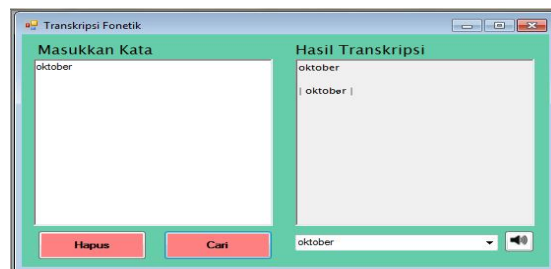 Transkripsi Fonetik
Masukkan Kata
oktober
Hasil Transkripsi
oktober
| oktobər |
Hapus
Cari
oktober